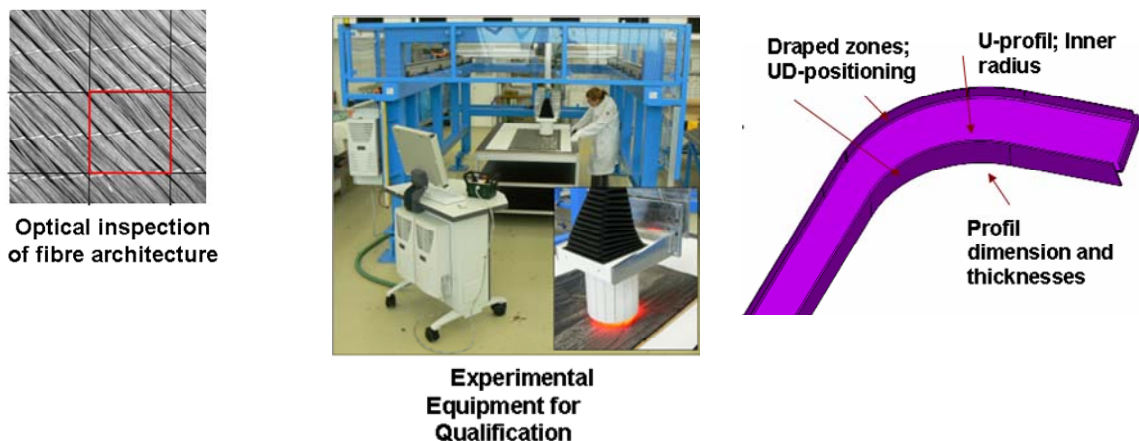 Optical inspection
of fibre architecture
Experimental
Equipment for
Qualification
Draped zones;
UD-positioning
U-profil; Inner
radius
Profil
dimension and
thicknesses